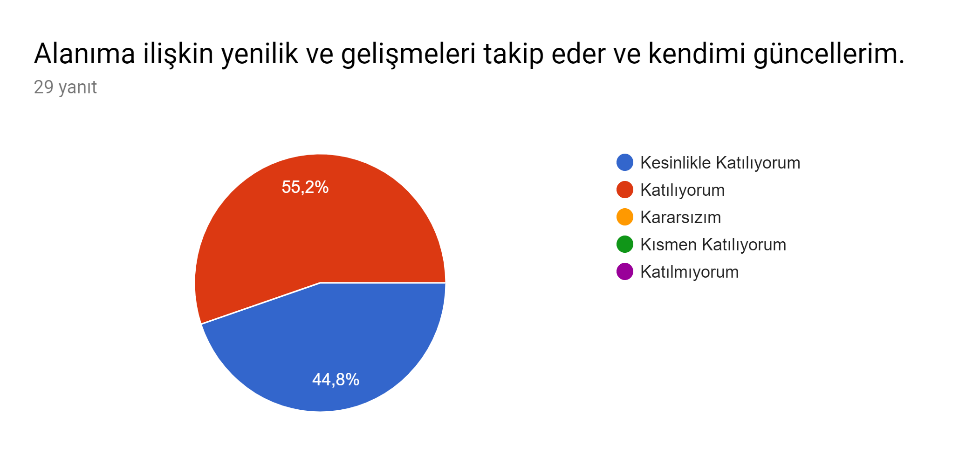 Alanıma ilişkin yenilik ve gelişmeleri takip eder ve kendimi güncellerim.
29 yanıt
55,2%
44,8%
Kesinlikle Katılıyorum
Katılıyorum
Kararsızım
Kısmen Katılıyorum
Katılmıyorum